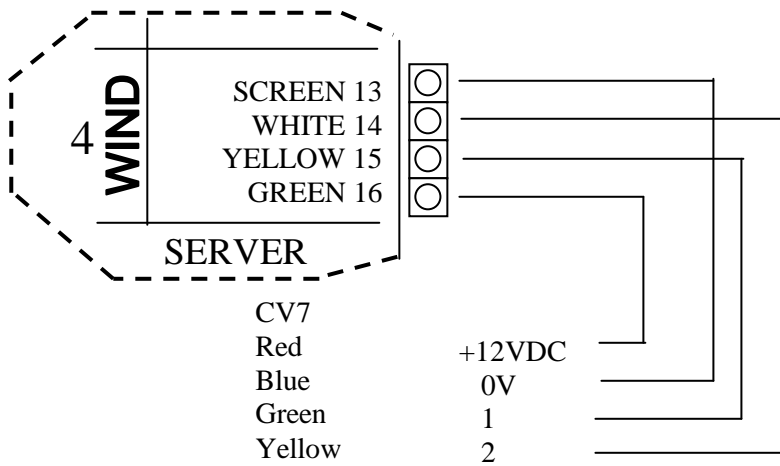 4 WIND
SCREEN 13
WHITE 14
YELLOW 15
GREEN 16
SERVER
CV7
Red +12VDC
Blue 0V
Green 1
Yellow 2